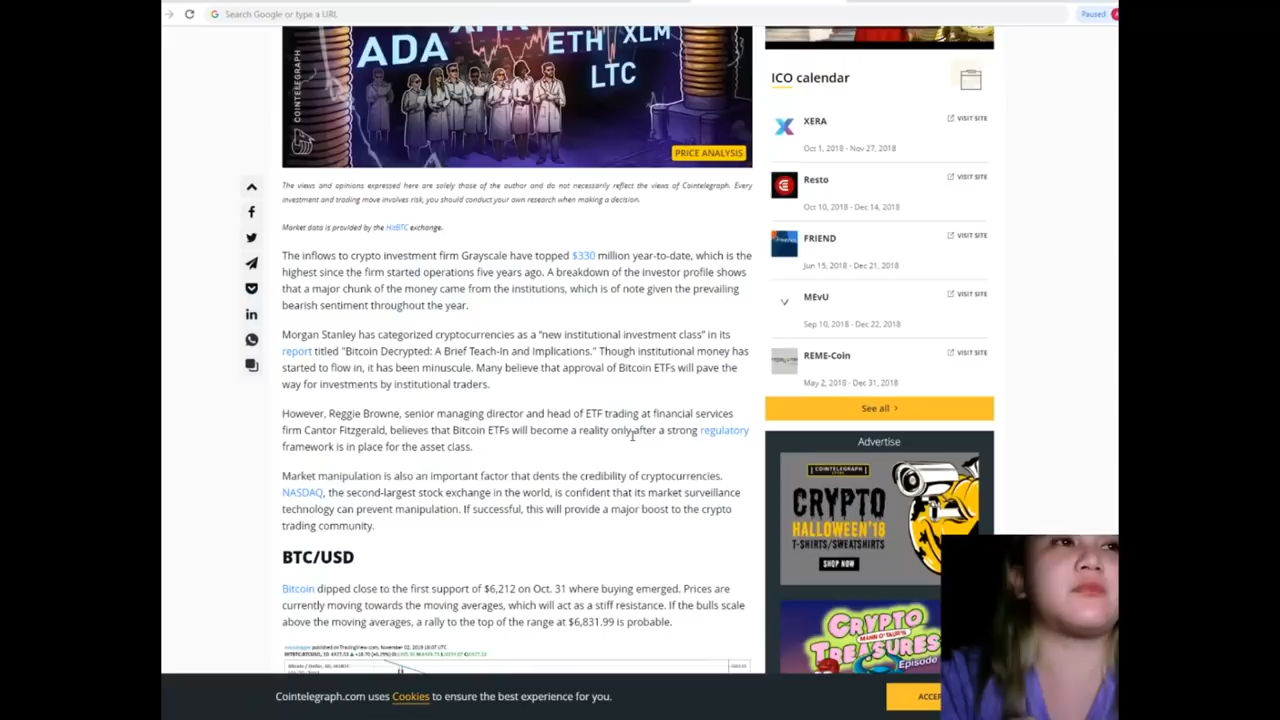 Search Google or type a URL
Paused
ADA
XMR
ETH
XLM
LTC
COINTELEGRAPH
PRICE ANALYSIS
The views and opinions expressed here are solely those of the author and do not necessarily reflect the views of Cointelegraph. Every
investment and trading move involves risk, you should conduct your own research when making a decision.
Market data is provided by the HitBTC exchange.
The inflows to crypto investment firm Grayscale have topped $330 million year-to-date, which is the
highest since the firm started operations five years ago. A breakdown of the investor profile shows
that a major chunk of the money came from the institutions, which is of note given the prevailing
bearish sentiment throughout the year.
Morgan Stanley has categorized cryptocurrencies as a “new institutional investment class” in its
report titled "Bitcoin Decrypted: A Brief Teach-In and Implications." Though institutional money has
started to flow in, it has been minuscule. Many believe that approval of Bitcoin ETFs will pave the
way for investments by institutional traders.
However, Reggie Browne, senior managing director and head of ETF trading at financial services
firm Cantor Fitzgerald, believes that Bitcoin ETFs will become a reality only after a strong regulatory
framework is in place for the asset class.
Market manipulation is also an important factor that dents the credibility of cryptocurrencies.
NASDAQ, the second-largest stock exchange in the world, is confident that its market surveillance
technology can prevent manipulation. If successful, this will provide a major boost to the crypto
trading community.
BTC/USD
Bitcoin dipped close to the first support of $6,212 on Oct. 31 where buying emerged. Prices are
currently moving towards the moving averages, which will act as a stiff resistance. If the bulls scale
above the moving averages, a rally to the top of the range at $6,831.99 is probable.
published on TradingView.com, November 02, 2018
ICO calendar
XERA
VISIT SITE
Oct 1, 2018 - Nov 27, 2018
Resto
VISIT SITE
Oct 10, 2018 - Dec 14, 2018
FRIEND
VISIT SITE
Jun 15, 2018 - Dec 21, 2018
MEvU
VISIT SITE
Sep 10, 2018 - Dec 22, 2018
REME-Coin
VISIT SITE
May 2, 2018 - Dec 31, 2018
See all
Advertise
COINTELEGRAPH
CRYPTO
HALLOWEEN'18
T-SHIRTS/SWEATSHIRTS
SHOP NOW
CRYPTO
MANN O'TAUR'S
TREASURES
Episode
Cointelegraph.com uses Cookies to ensure the best experience for you.
ACCE